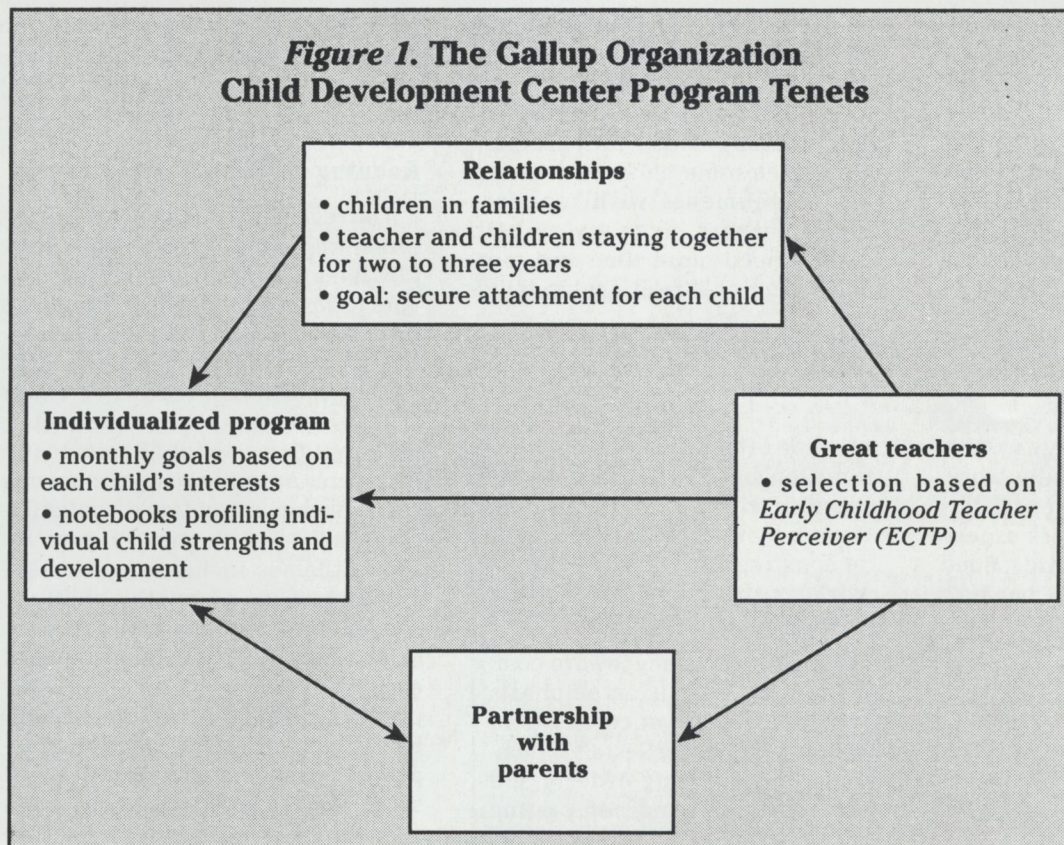 Figure 1. The Gallup Organization
Child Development Center Program Tenets
Relationships
• children in families
• teacher and children staying together
for two to three years
• goal: secure attachment for each child
Individualized program
• monthly goals based on
each child's interests
• notebooks profiling indi-
vidual child strengths and
development
Great teachers
• selection based on
Early Childhood Teacher
Perceiver (ECTP)
Partnership
with
parents